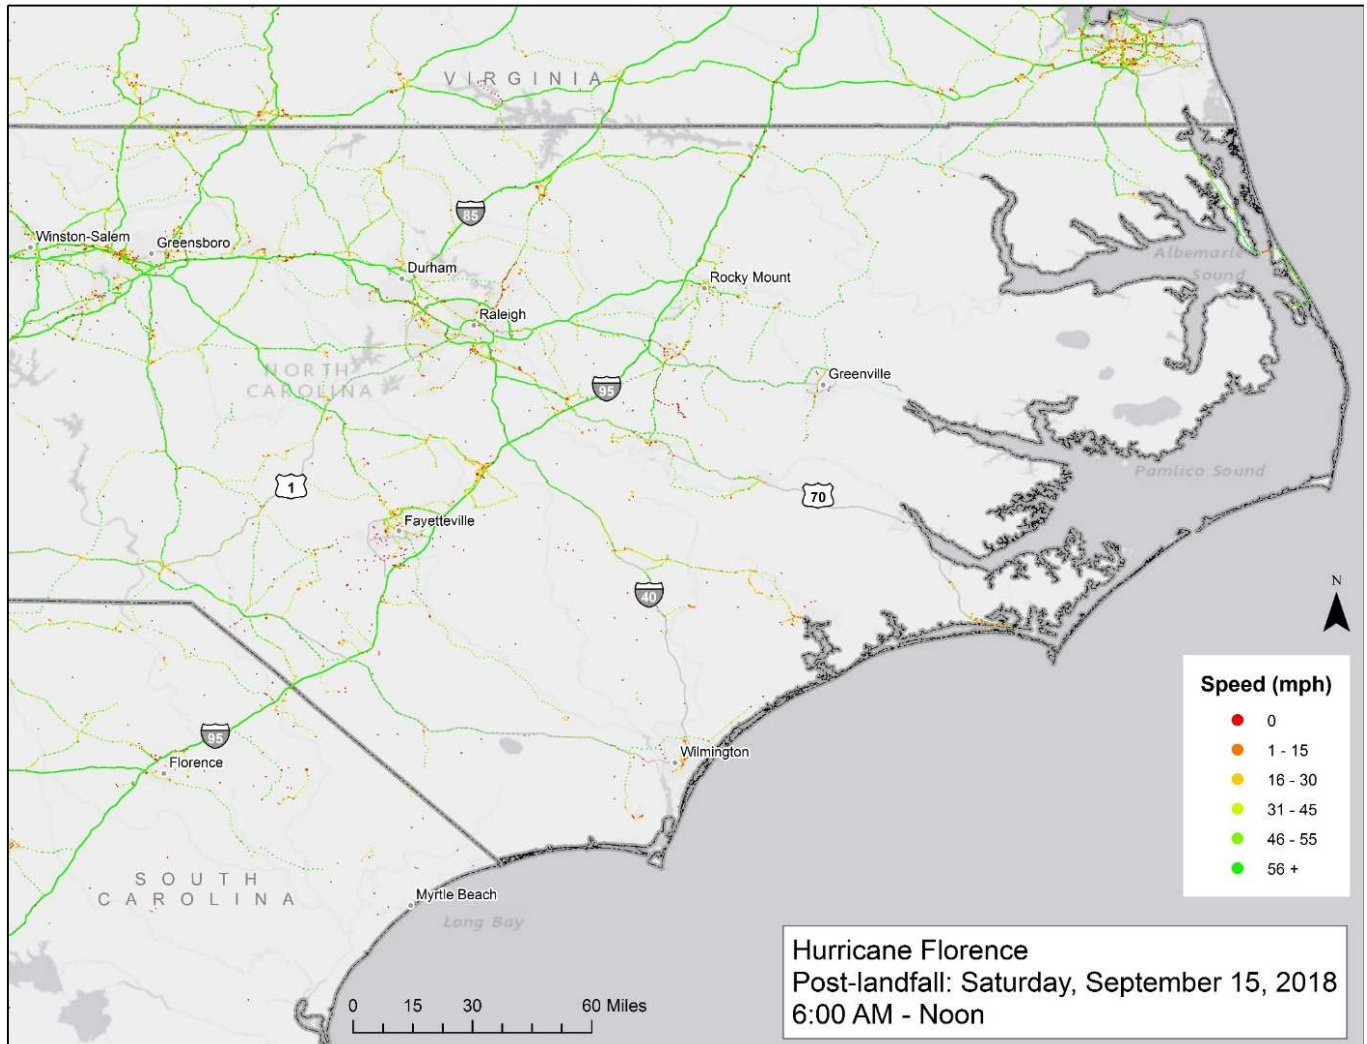 VIRGINIA
85
Winston-Salem
Greensboro
Albemarle
Sound
Durham
Rocky Mount
Raleigh
NORTH
CAROLINA
Greenville
95
Pamlico Sound
1
70
Fayetteville
40
N
Speed (mph)
0
1 - 15
16 - 30
31 - 45
46 - 55
56 +
95
Wilmington
Florence
SOUTH
CAROLINA
Myrtle Beach
Long Bay
0 15 30 60 Miles
Hurricane Florence
Post-landfall: Saturday, September 15, 2018
6:00 AM - Noon